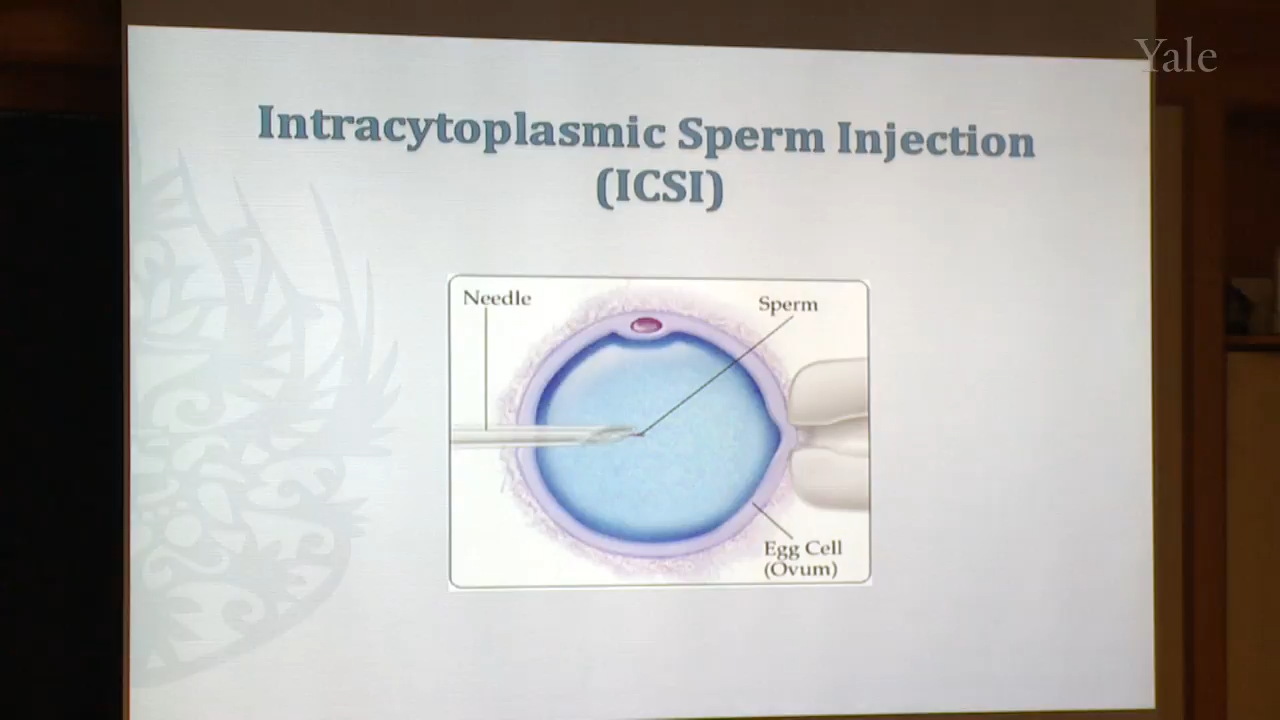 Yale
Intracytoplasmic Sperm Injection
(ICSI)
Needle
Sperm
Egg Cell
(Ovum)